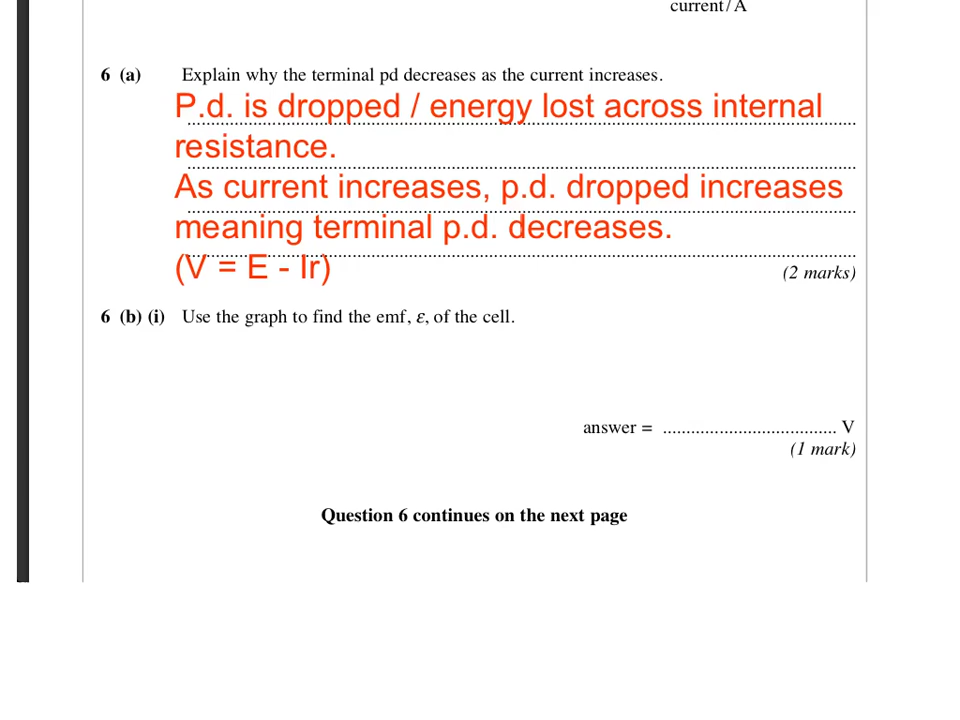 current/A
6 (a) Explain why the terminal pd decreases as the current increases.
P.d. is dropped / energy lost across internal
resistance.
As current increases, p.d. dropped increases
meaning terminal p.d. decreases.
(V = E - Ir)
(2 marks)
6 (b) (i) Use the graph to find the emf, ε, of the cell.
answer = ..................................... V
(1 mark)
Question 6 continues on the next page